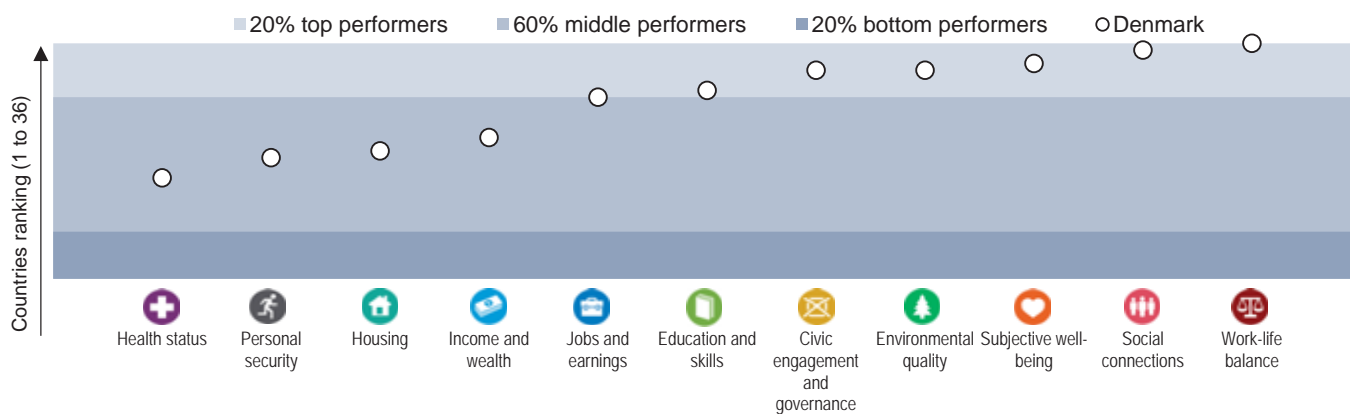 20% top performers 60% middle performers 20% bottom performers Denmark
Countries ranking (1 to 36)
Health status
Personal
security
Housing
Income and
wealth
Jobs and
earnings
Education and
skills
Civic
engagement
and
governance
Environmental
quality
Subjective well-
being
Social
connections
Work-life
balance